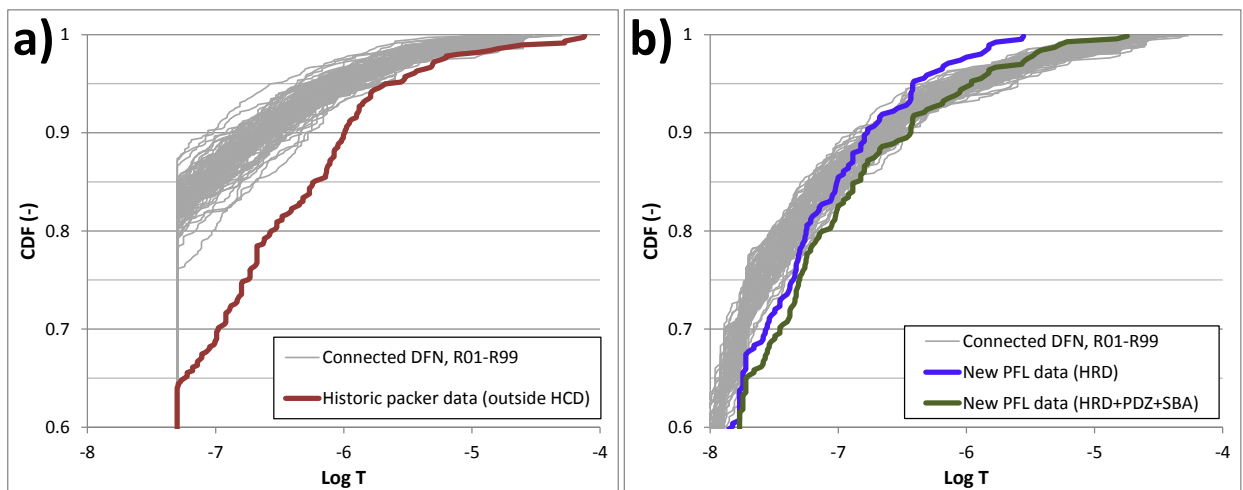 a)
1
0.9
0.8
0.7
0.6
CDF (-)
-8
-7
-6
-5
-4
Log T
Connected DFN, R01-R99
Historic packer data (outside HCD)
b)
1
0.9
0.8
0.7
0.6
CDF (-)
-8
-7
-6
-5
-4
Log T
Connected DFN, R01-R99
New PFL data (HRD)
New PFL data (HRD+PDZ+SBA)